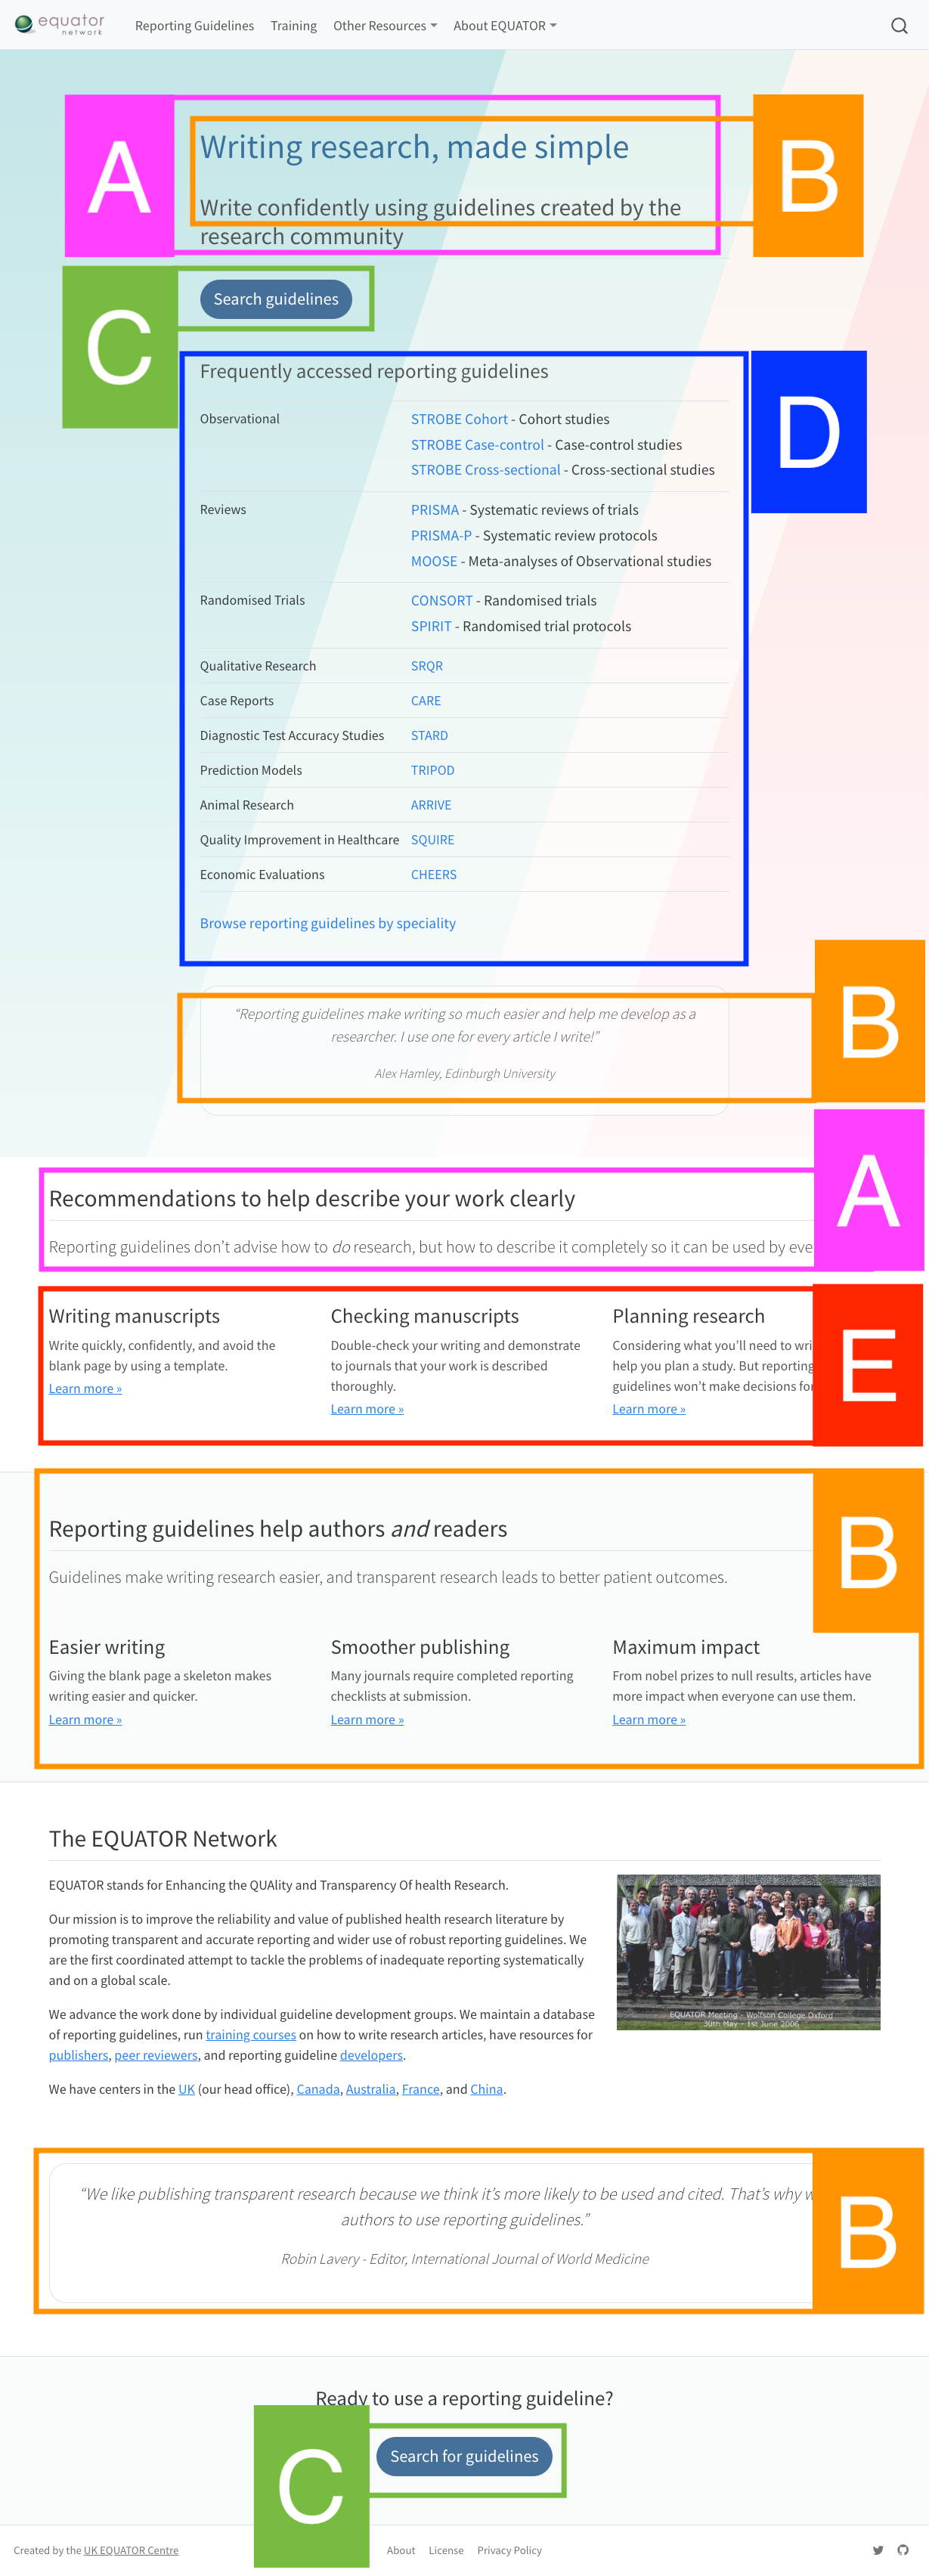 equator
network
Reporting Guidelines Training Other Resources About EQUATOR
A
B
Writing research, made simple
Write confidently using guidelines created by the
research community
C
Search guidelines
D
Frequently accessed reporting guidelines
Observational STROBE Cohort - Cohort studies
STROBE Case-control - Case-control studies
STROBE Cross-sectional - Cross-sectional studies
Reviews PRISMA - Systematic reviews of trials
PRISMA-P - Systematic review protocols
MOOSE - Meta-analyses of Observational studies
Randomised Trials CONSORT - Randomised trials
SPIRIT - Randomised trial protocols
Qualitative Research SRQR
Case Reports CARE
Diagnostic Test Accuracy Studies STARD
Prediction Models TRIPOD
Animal Research ARRIVE
Quality Improvement in Healthcare SQUIRE
Economic Evaluations CHEERS
Browse reporting guidelines by speciality
B
“Reporting guidelines make writing so much easier and help me develop as a
researcher. I use one for every article I write!”
Alex Hamley, Edinburgh University
A
Recommendations to help describe your work clearly
Reporting guidelines don’t advise how to do research, but how to describe it completely so it can be used by
E
Writing manuscripts
Write quickly, confidently, and avoid the
blank page by using a template.
Learn more »
Checking manuscripts
Double-check your writing and demonstrate
to journals that your work is described
thoroughly.
Learn more »
Planning research
Considering what you’ll need to
help you plan a study. But reporting
guidelines won’t make decisions
Learn more »
B
Reporting guidelines help authors and readers
Guidelines make writing research easier, and transparent research leads to better patient outcomes.
Easier writing
Giving the blank page a skeleton makes
writing easier and quicker.
Learn more »
Smoother publishing
Many journals require completed reporting
checklists at submission.
Learn more »
Maximum impact
From nobel prizes to null results, articles have
more impact when everyone can use them.
Learn more »
The EQUATOR Network
EQUATOR stands for Enhancing the QUAlity and Transparency Of health Research.
Our mission is to improve the reliability and value of published health research literature by
promoting transparent and accurate reporting and wider use of robust reporting guidelines. We
are the first coordinated attempt to tackle the problems of inadequate reporting systematically
and on a global scale.
We advance the work done by individual guideline development groups. We maintain a database
of reporting guidelines, run training courses on how to write research articles, have resources for
publishers, peer reviewers, and reporting guideline developers.
We have centers in the UK (our head office), Canada, Australia, France, and China.
EQUATOR Meeting - Wolfson College Oxford
30th May - 1st June 2006
B
“We like publishing transparent research because we think it’s more likely to be used and cited. That’s why
authors to use reporting guidelines.”
Robin Lavery - Editor, International Journal of World Medicine
Ready to use a reporting guideline?
C
Search for guidelines
Created by the UK EQUATOR Centre
About License Privacy Policy